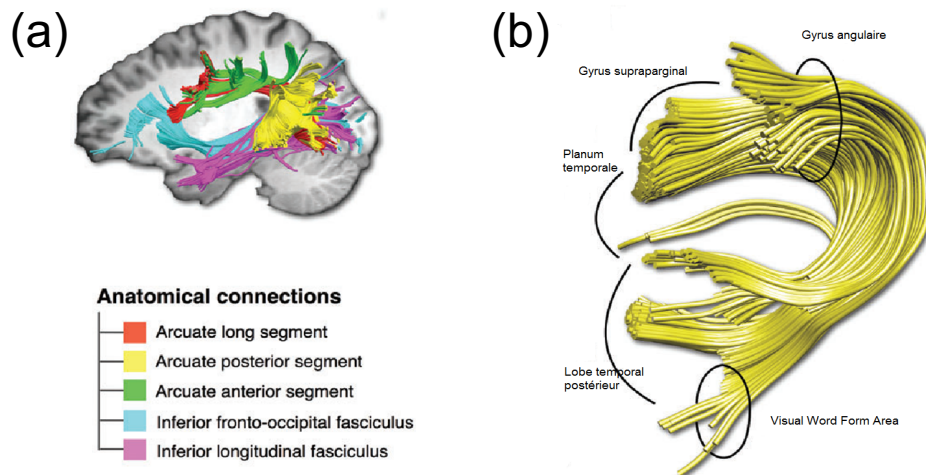 (a)
Anatomical connections
Arcuate long segment
Arcuate posterior segment
Arcuate anterior segment
Inferior fronto-occipital fasciculus
Inferior longitudinal fasciculus
(b)
Gyrus angulaire
Gyrus supraparginal
Planum
temporale
Lobe temporal
postérieur
Visual Word Form Area